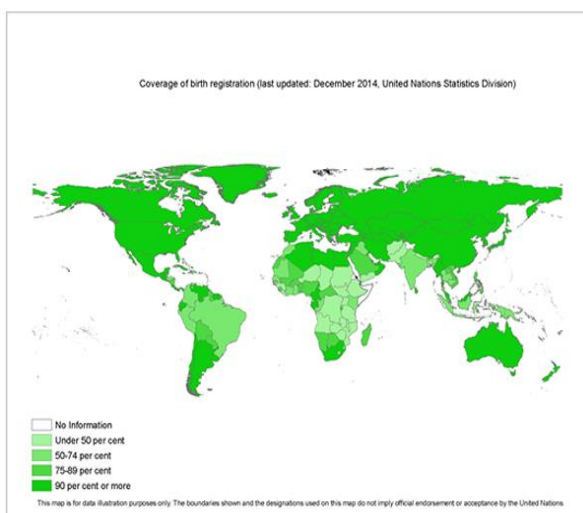 Coverage of birth registration (last updated: December 2014, United Nations Statistics Division)
No Information
Under 50 per cent
50-74 per cent
75-89 per cent
90 per cent or more
This map is for data illustration purposes only. The boundaries shown and the designations used on this map do not imply official endorsement or acceptance by the United Nations